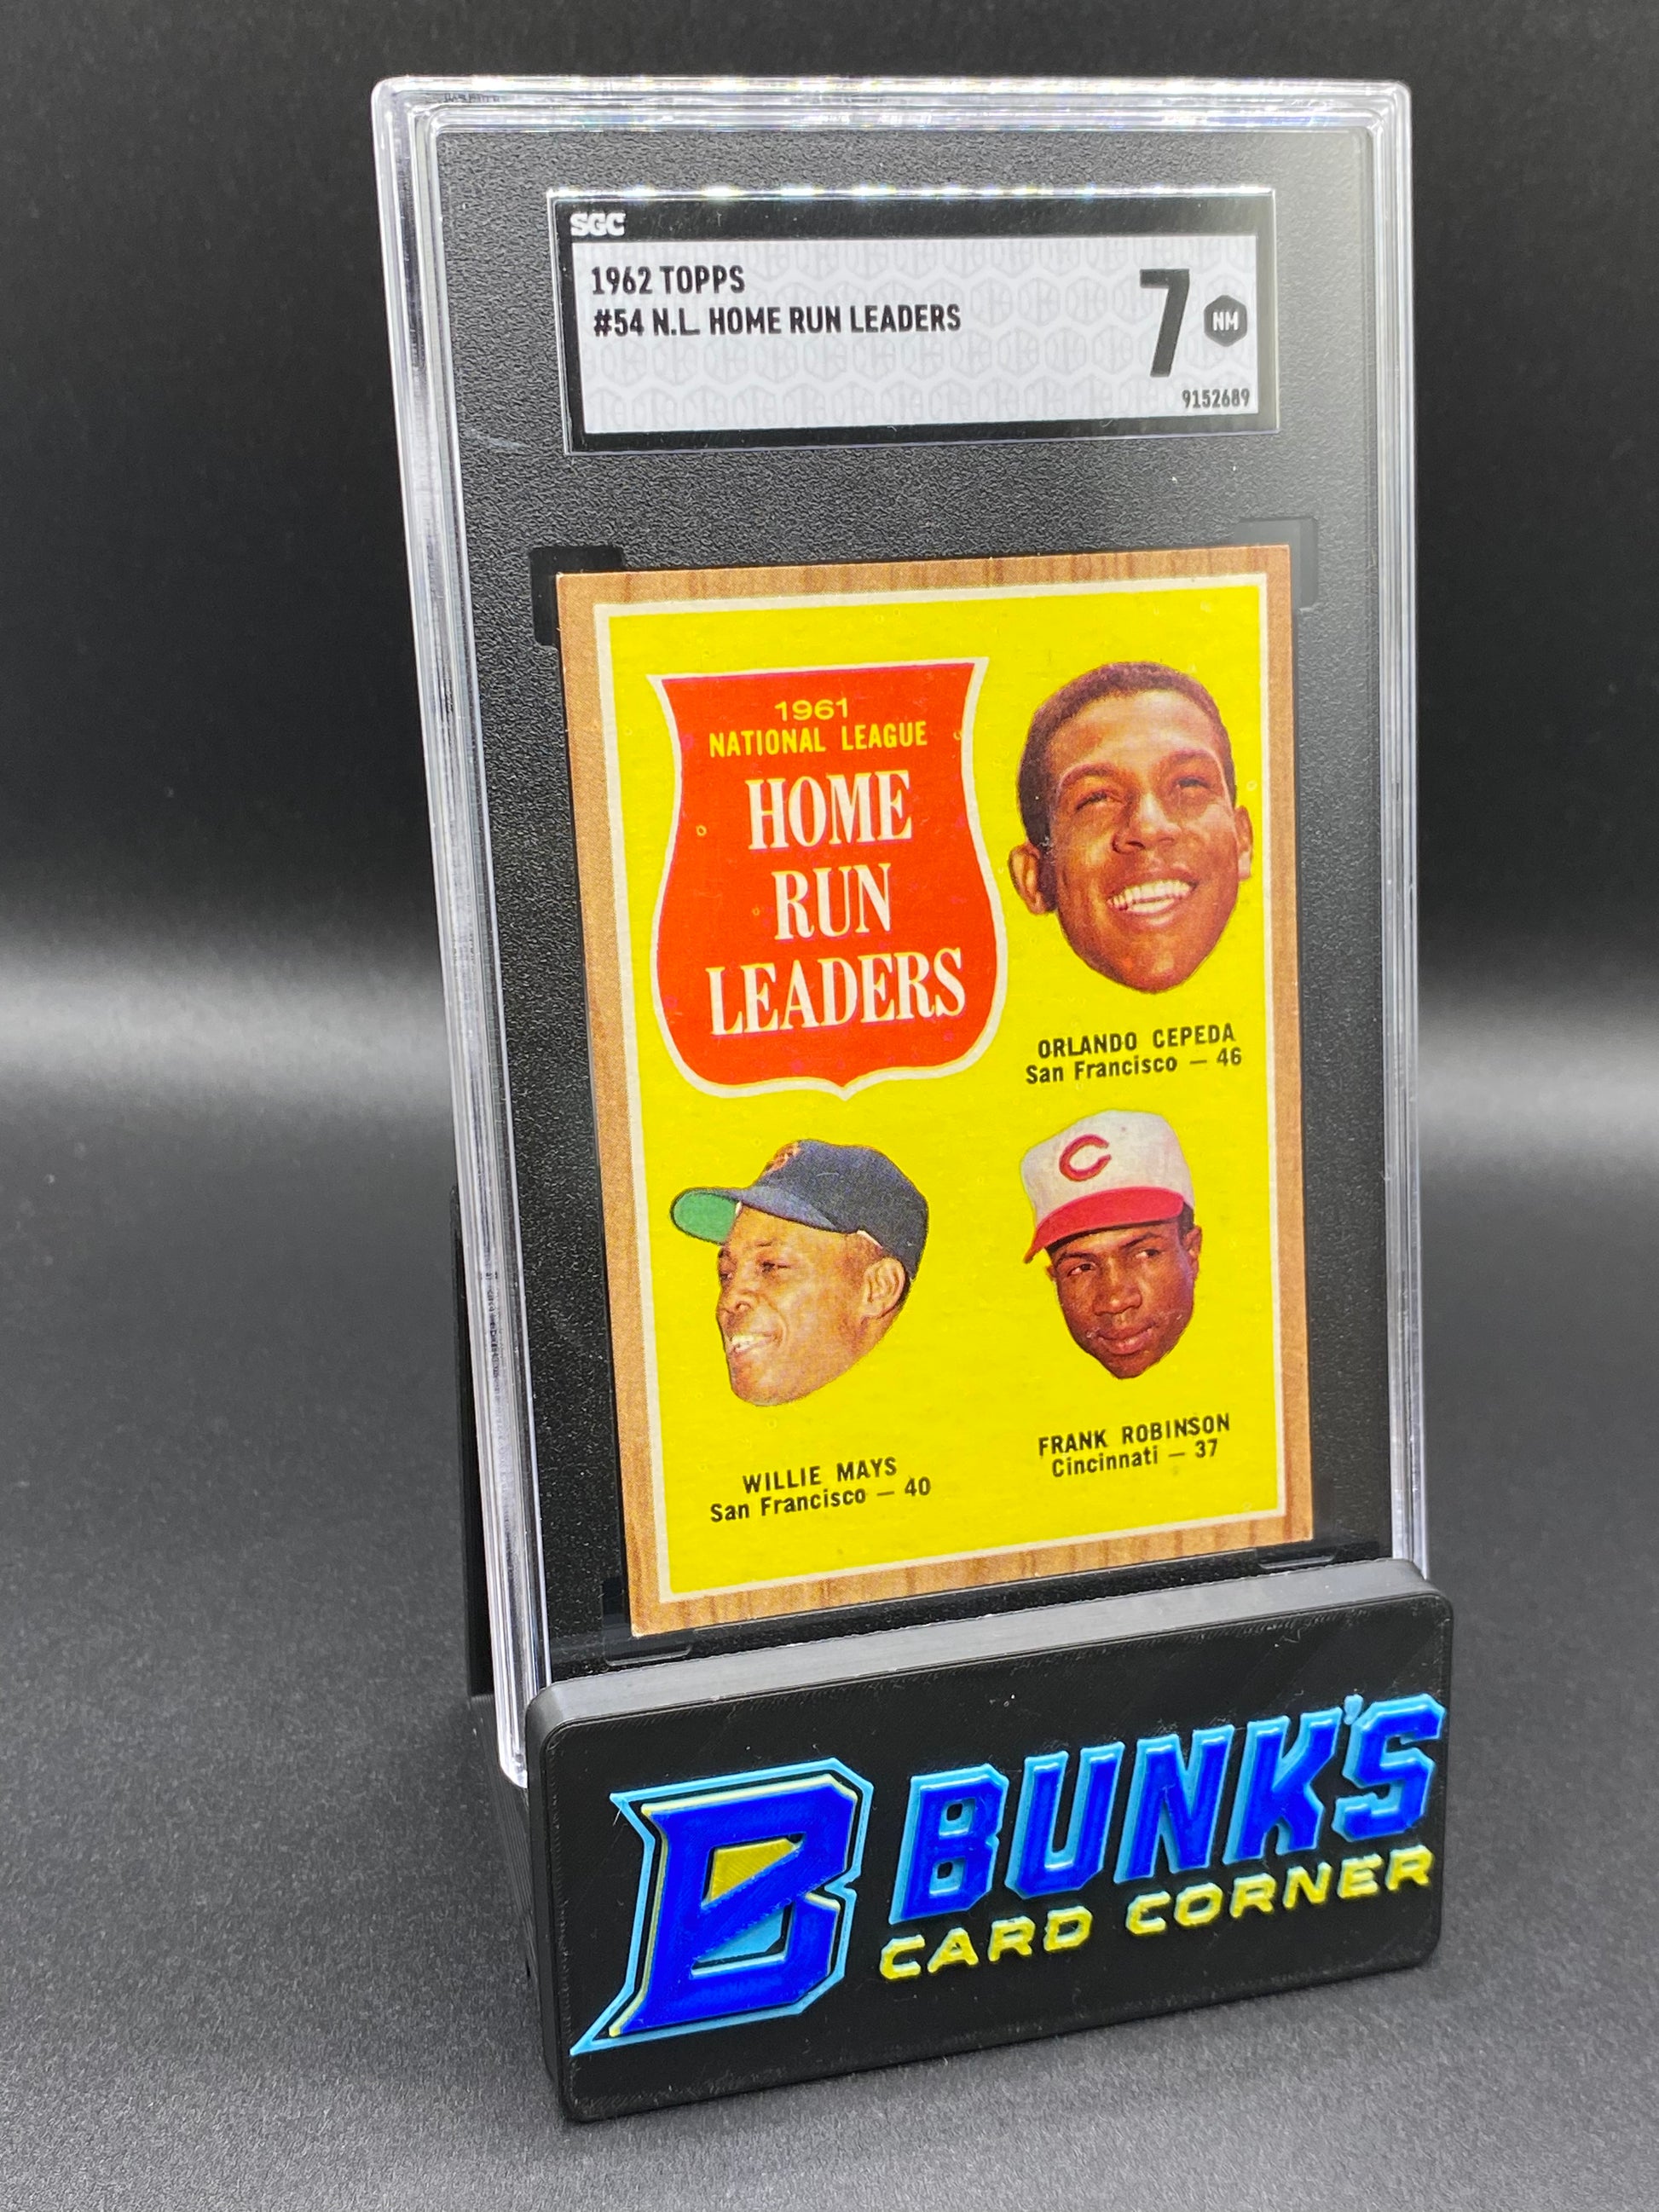 SGC
1962 TOPPS
#54 N.L. HOME RUN LEADERS
7
NM
9152689
1961
NATIONAL LEAGUE
HOME
RUN
LEADERS
ORLANDO CEPEDA
San Francisco — 46
C
WILLIE MAYS
San Francisco — 40
FRANK ROBINSON
Cincinnati — 37
B
BUNK'S
CARD CORNER